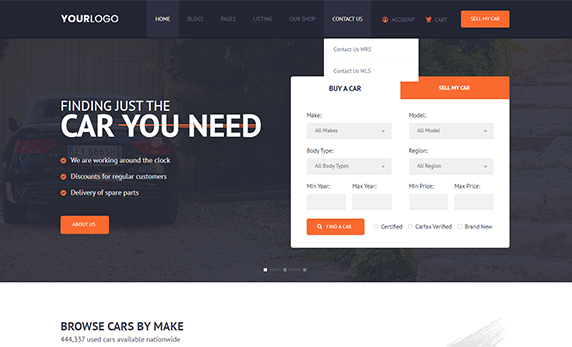 YOURLOGO
HOME
BLOGS
PAGES
LISTING
OUR SHOP
CONTACT US
ACCOUNT
CART
SELL MY CAR
Contact Us WRS
Contact Us WLS
FINDING JUST THE
CAR YOU NEED
We are working around the clock
Discounts for regular customers
Delivery of spare parts
ABOUT US
BUY A CAR
SELL MY CAR
Make:
Model:
All Makes
All Model
Body Type:
Region:
All Body Types
All Region
Min Year:
Max Year:
Min Price:
Max Price:
FIND A CAR
Certified
Carfax Verified
Brand New
BROWSE CARS BY MAKE
444,337 used cars available nationwide